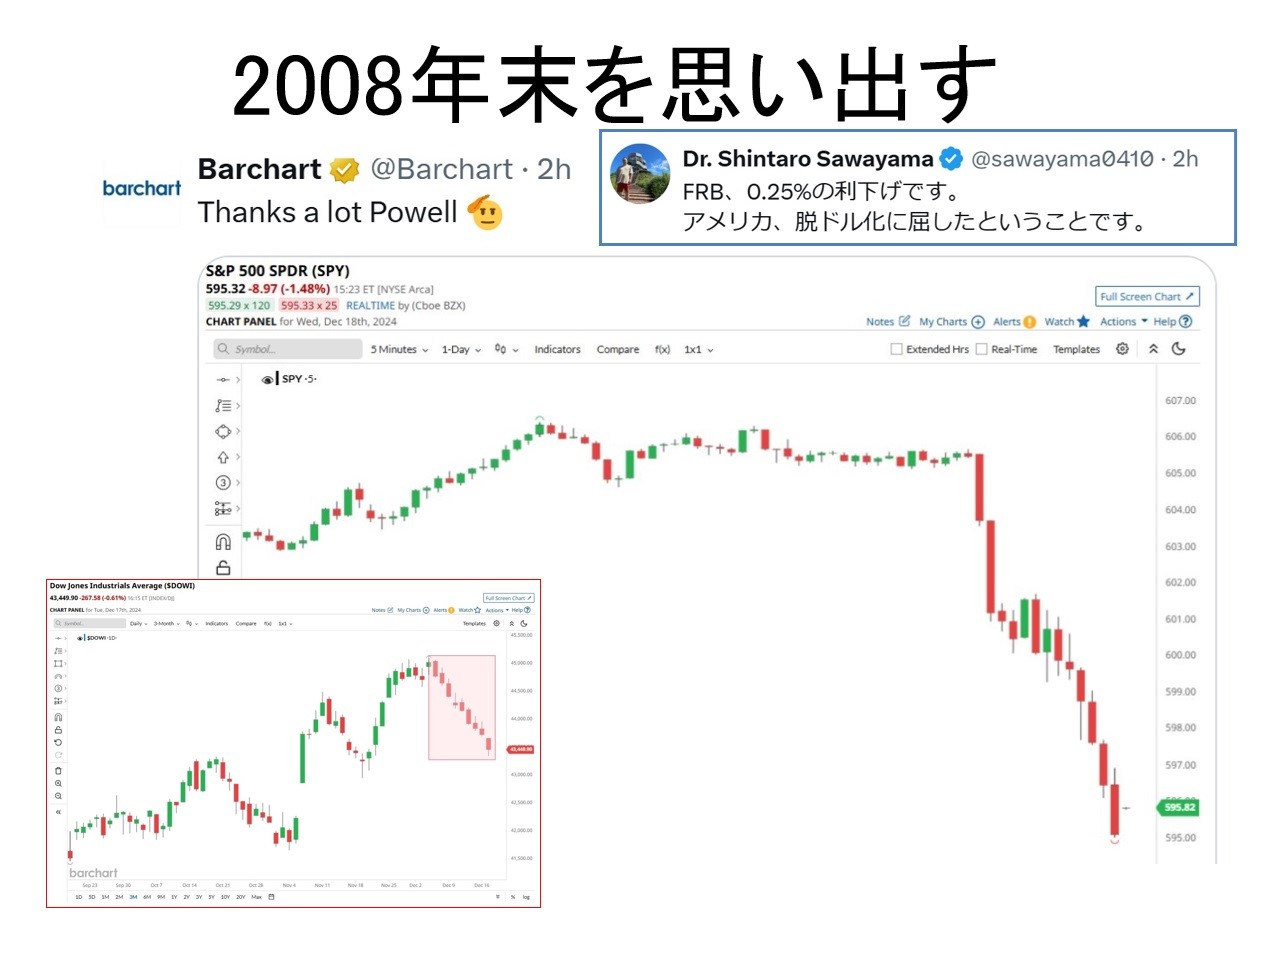 2008年末を思い出す
barchart
Barchart @Barchart · 2h
Thanks a lot Powell
Dr. Shintaro Sawayama @sawayama0410 · 2h
FRB、0.25%の利下げです。
アメリカ、脱ドル化に屈したということです。
S&P 500 SPDR (SPY)
595.32 -8.97 (-1.48%) 15:23 ET [NYSE Arca]
595.29 x 120 595.33 x 25 REALTIME by (Cboe BZX)
Full Screen Chart
CHART PANEL for Wed, Dec 18th, 2024
Notes My Charts Alerts Watch Actions Help
Symbol... 5 Minutes 1-Day Indicators Compare f(x) 1x1 Extended Hrs Real-Time Templates
SPY ·5·
607.00
606.00
605.00
604.00
603.00
602.00
601.00
600.00
599.00
598.00
597.00
595.82
595.00
Dow Jones Industrials Average ($DOWI)
43,449.90 -267.58 (-0.61%) 16:15 ET [INDEX/DJ]
Full Screen Chart
CHART PANEL for Tue, Dec 17th, 2024
Notes My Charts Alerts Watch Actions Help
Symbol... Daily 3-Month Indicators Compare f(x) 1x1 Templates
$DOWI ·1D·
45,500.00
45,000.00
44,500.00
44,000.00
43,449.90
43,000.00
42,500.00
42,000.00
41,500.00
barchart
Sep 23 Sep 30 Oct 7 Oct 14 Oct 21 Oct 28 Nov 4 Nov 11 Nov 18 Nov 25 Dec 2 Dec 9 Dec 16
1D 5D 1M 2M 3M 6M 9M 1Y 2Y 3Y 5Y 10Y 20Y Max % log